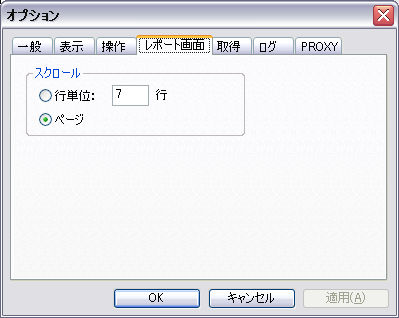 オプション
一般 表示 操作 レポート画面 取得 ログ PROXY
スクロール
行単位: 7 行
ページ
OK キャンセル 適用(A)